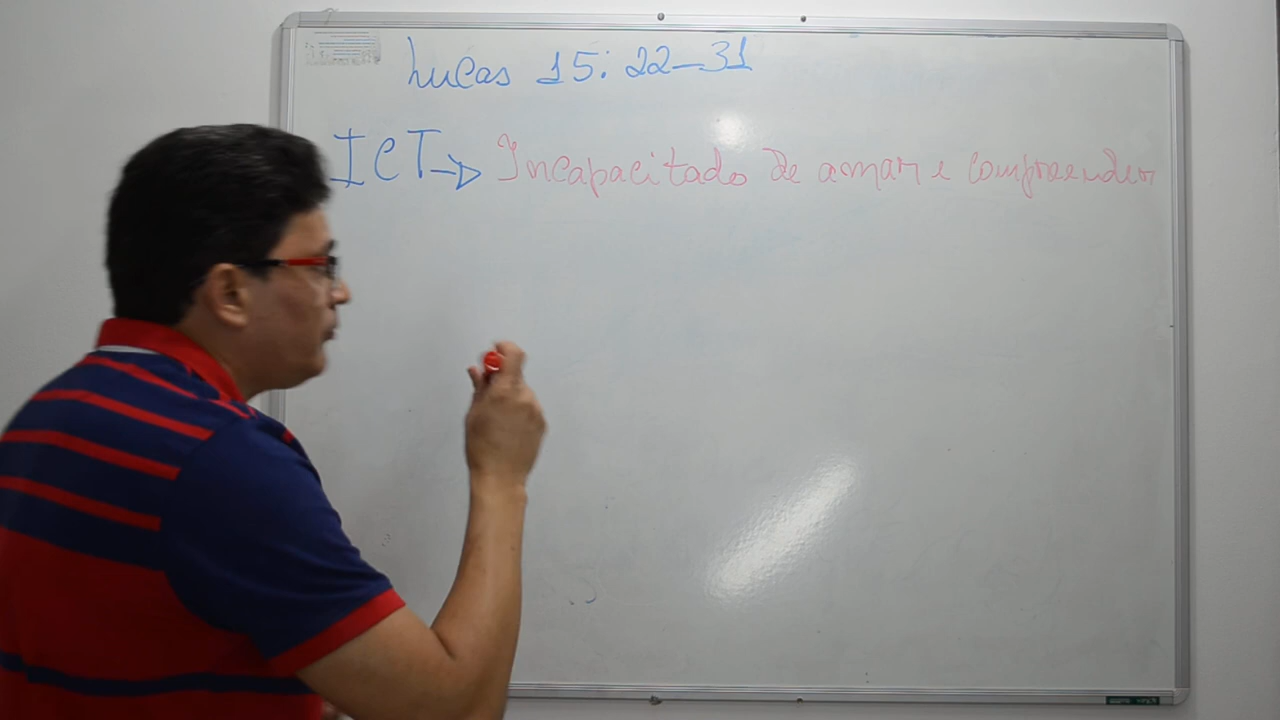 Lucas 15: 22-31
ICT→ Incapacitado de amar e compreender